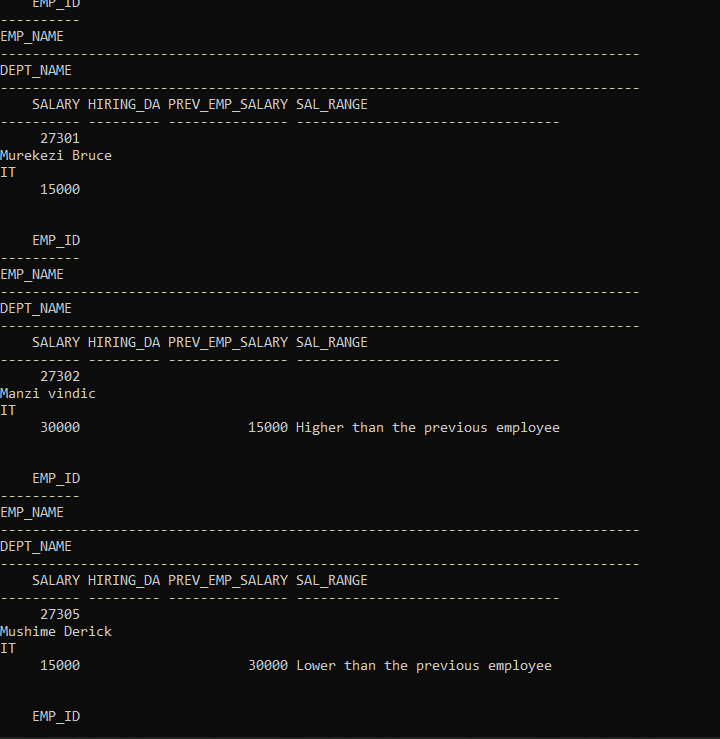 EMP_ID
----------
EMP_NAME
--------------------------------------------------------------------------------
DEPT_NAME
--------------------------------------------------------------------------------
    SALARY HIRING_DA PREV_EMP_SALARY SAL_RANGE
---------- --------- --------------- ---------------------------------
     27301
Murekezi Bruce
IT
     15000


    EMP_ID
----------
EMP_NAME
--------------------------------------------------------------------------------
DEPT_NAME
--------------------------------------------------------------------------------
    SALARY HIRING_DA PREV_EMP_SALARY SAL_RANGE
---------- --------- --------------- ---------------------------------
     27302
Manzi vindic
IT
     30000                     15000 Higher than the previous employee


    EMP_ID
----------
EMP_NAME
--------------------------------------------------------------------------------
DEPT_NAME
--------------------------------------------------------------------------------
    SALARY HIRING_DA PREV_EMP_SALARY SAL_RANGE
---------- --------- --------------- ---------------------------------
     27305
Mushime Derick
IT
     15000                     30000 Lower than the previous employee


    EMP_ID